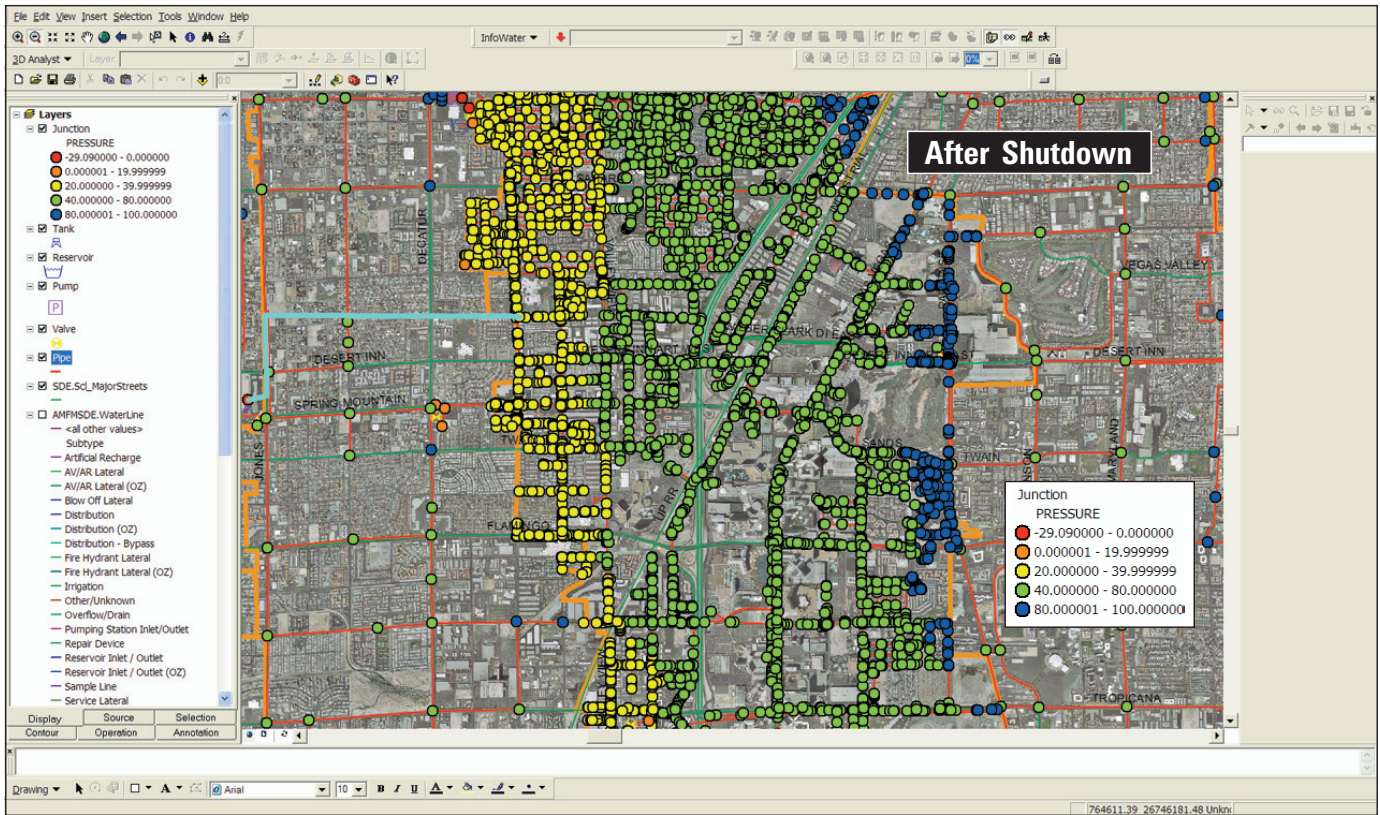 File Edit View Insert Selection Tools Window Help
InfoWater
3D Analyst Layer:
0:0
0%
Layers
Junction
PRESSURE
-29.090000 - 0.000000
0.000001 - 19.999999
20.000000 - 39.999999
40.000000 - 80.000000
80.000001 - 100.000000
Tank
Reservoir
Pump
P
Valve
Pipe
SDE.Scl_MajorStreets
AMFMSDE.WaterLine
<all other values>
Subtype
Artificial Recharge
AV/AR Lateral
AV/AR Lateral (OZ)
Blow Off Lateral
Distribution
Distribution (OZ)
Distribution - Bypass
Fire Hydrant Lateral
Fire Hydrant Lateral (OZ)
Irrigation
Other/Unknown
Overflow/Drain
Pumping Station Inlet/Outlet
Repair Device
Reservoir Inlet / Outlet
Reservoir Inlet / Outlet (OZ)
Sample Line
Service Lateral
Display Source Selection
Contour Operation Annotation
After Shutdown
DECATUR
VEGAS VALLEY
DESERT INN
DESERT INN
SPRING MOUNTAIN
JONES
SANDS
TWAIN
MARYLAND
UP RR
FLAMINGO
TROPICANA
Junction
PRESSURE
-29.090000 - 0.000000
0.000001 - 19.999999
20.000000 - 39.999999
40.000000 - 80.000000
80.000001 - 100.000000
Drawing A Arial 10 B I U A
764611.39 26746181.48 Unkn